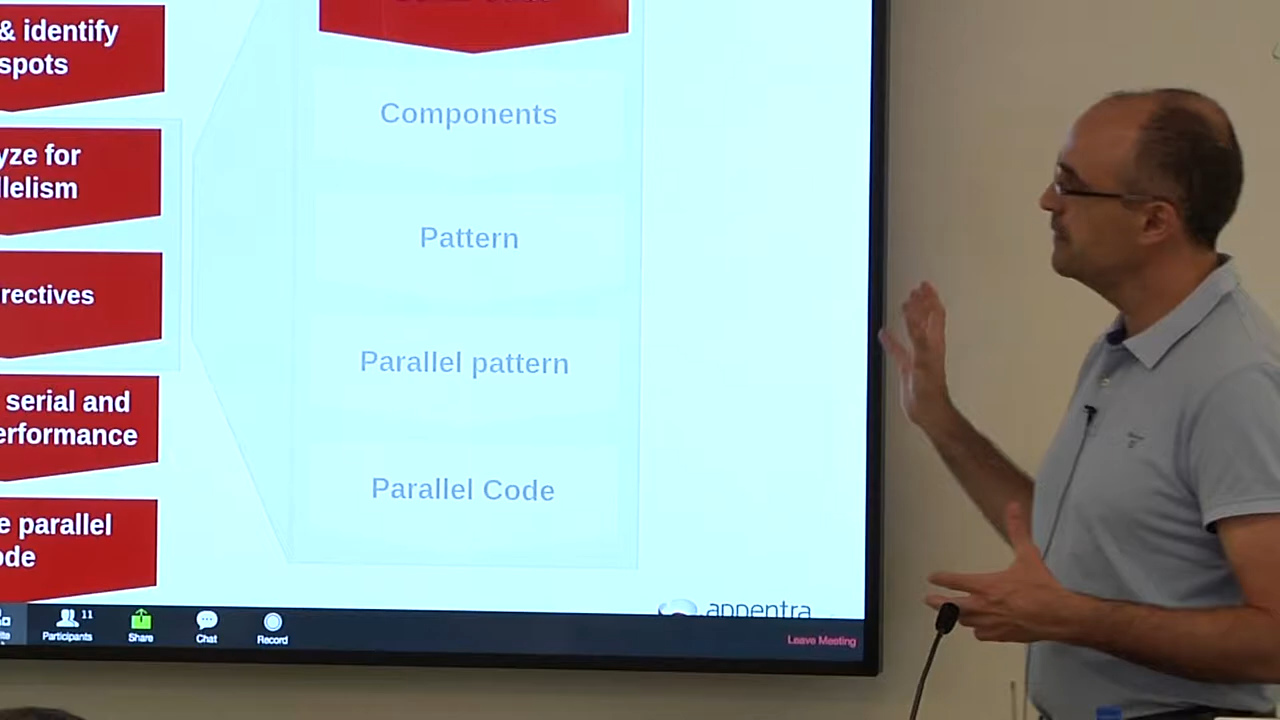 & identify
spots
yze for
llelism
rectives
serial and
erformance
e parallel
ode
Components
Pattern
Parallel pattern
Parallel Code
appentra
11
Participants
Share
Chat
Record
Leave Meeting